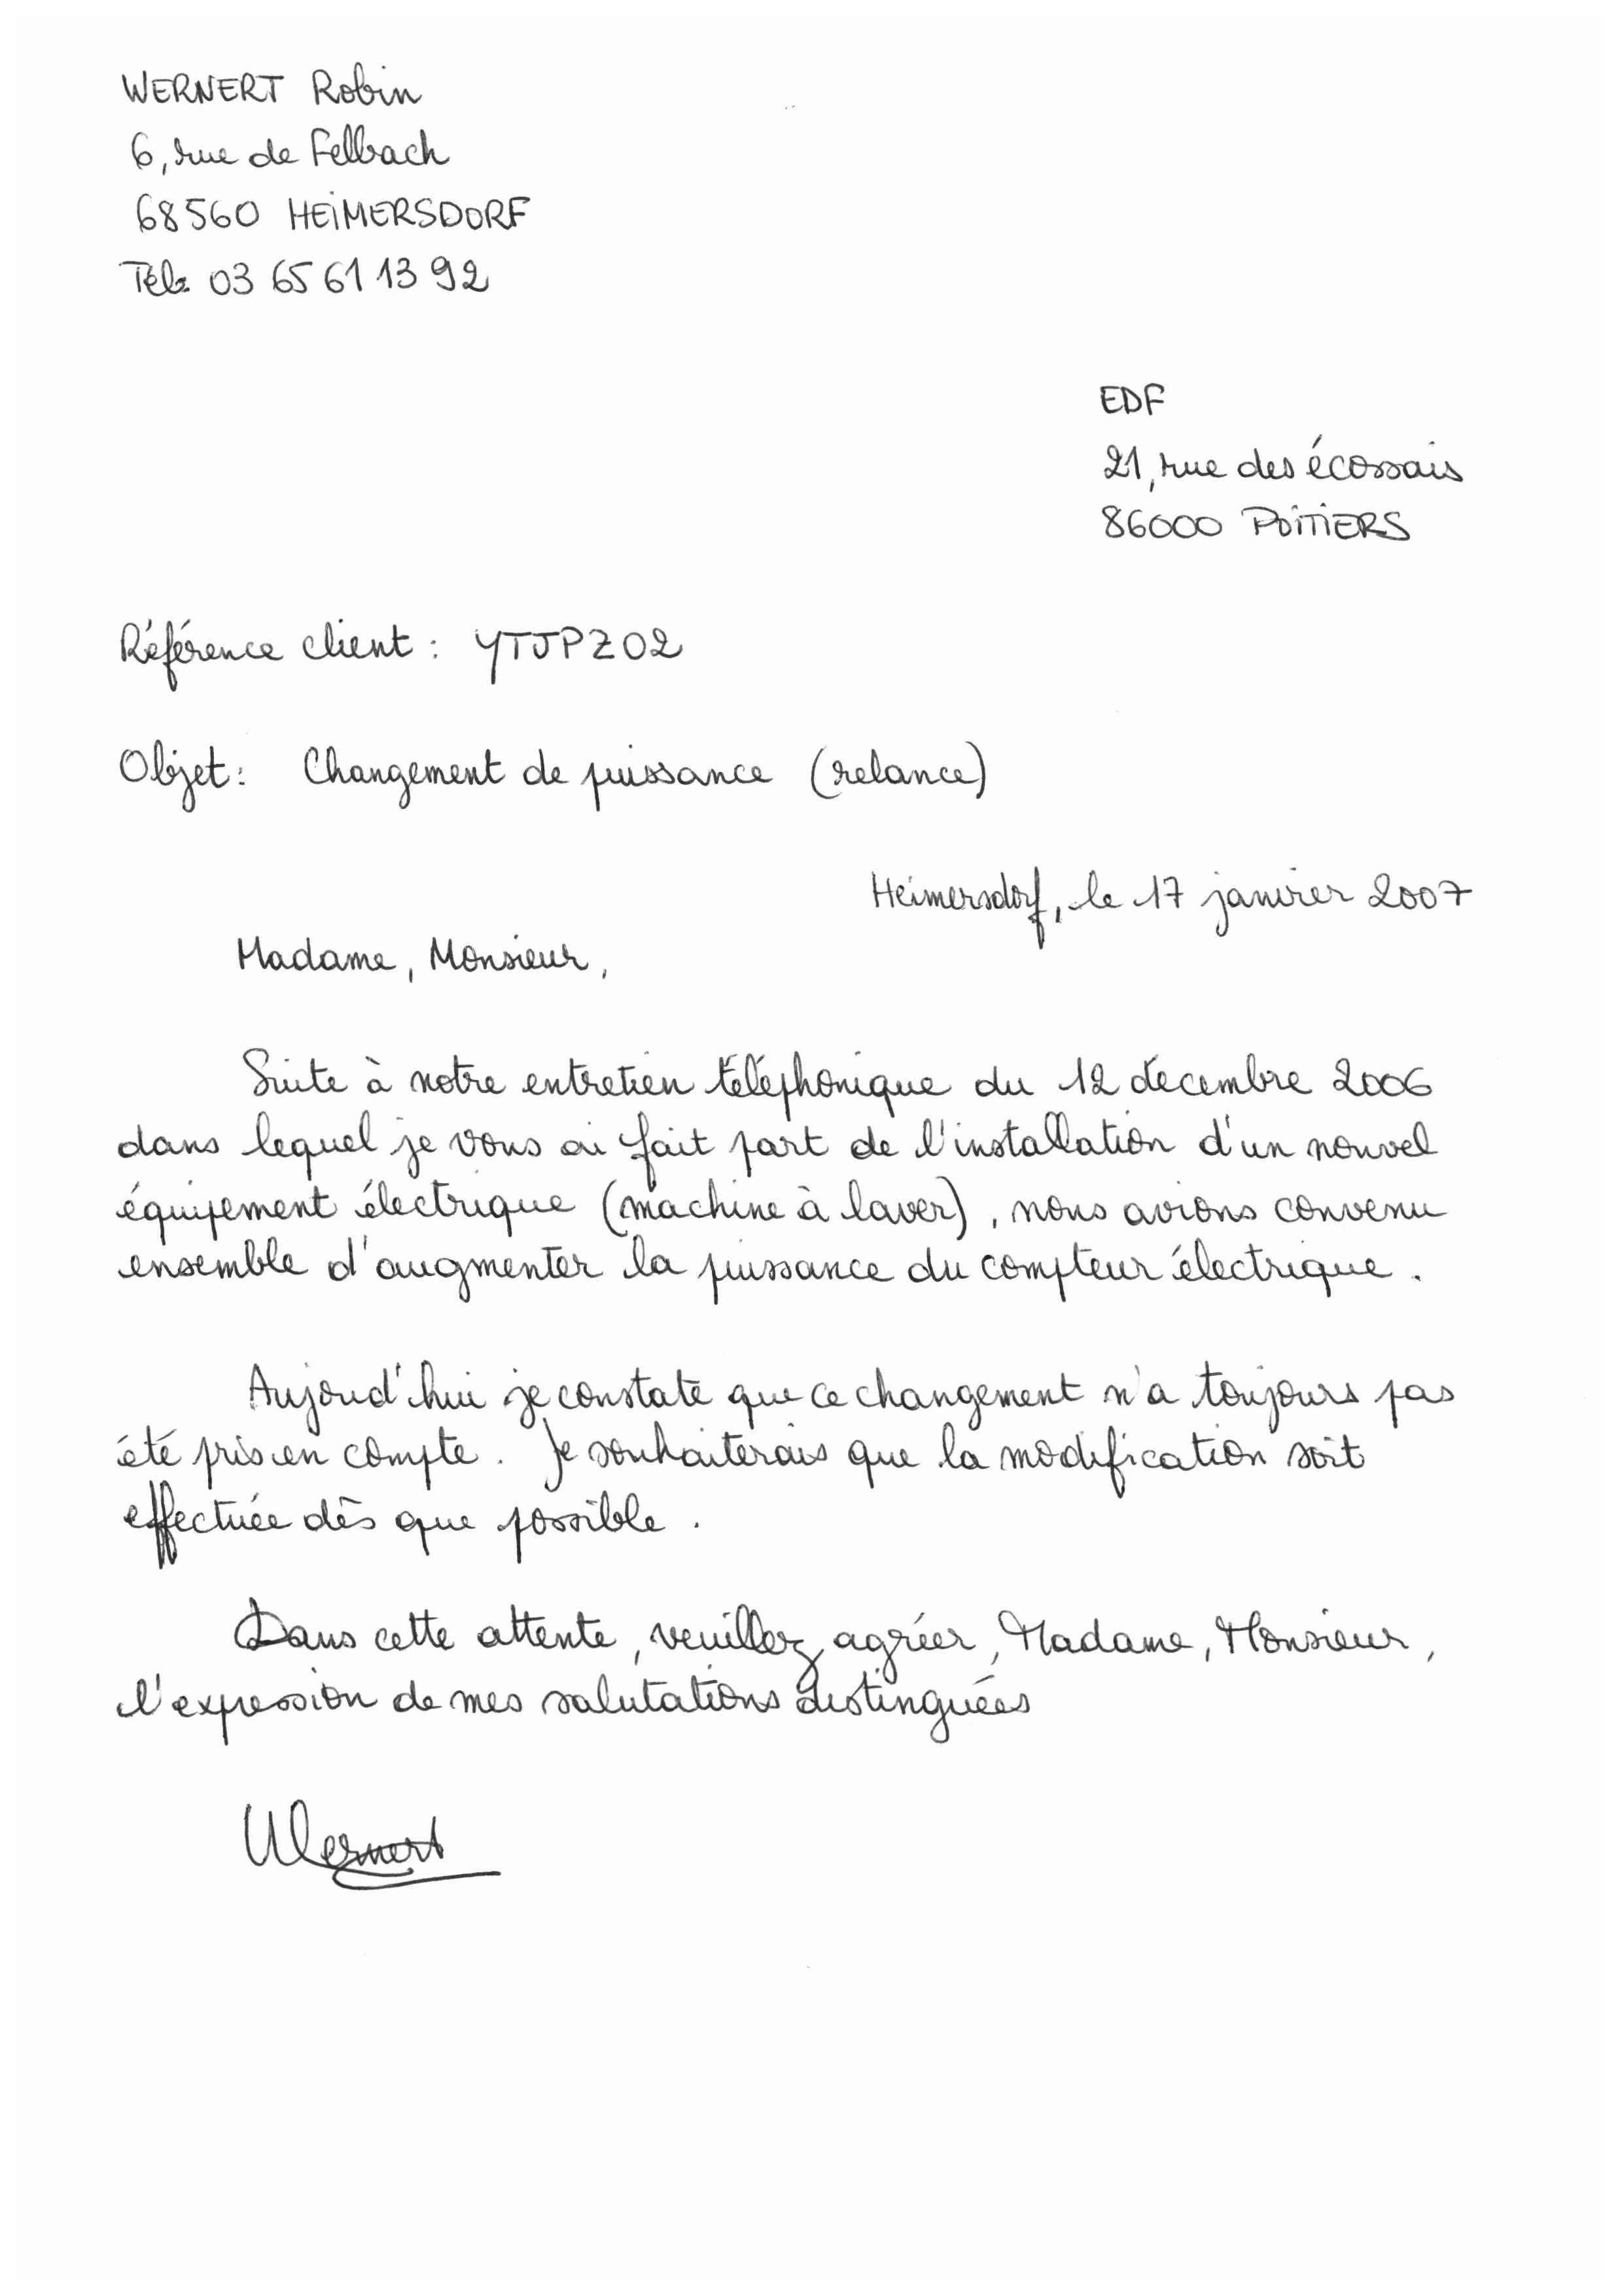 WERNERT Robin
6, rue de Felbach
68560 HEIMERSDORF
Tél: 03 65 61 13 92
EDF
21, rue des écossais
86000 POITIERS
Référence client : YTJPZ02
Objet : Changement de puissance (relance)
Heimersdorf, le 17 janvier 2007
Madame, Monsieur,
Suite à notre entretien téléphonique du 12 décembre 2006
dans lequel je vous ai fait part de l'installation d'un nouvel
équipement électrique (machine à laver), nous avions convenu
ensemble d'augmenter la puissance du compteur électrique.
Aujoud'hui je constate que ce changement n'a toujours pas
été pris en compte. Je souhaiterais que la modification soit
effectuée dès que possible.
Dans cette attente, veuillez agréer, Madame, Monsieur,
l'expression de mes salutations distinguées
Wernert